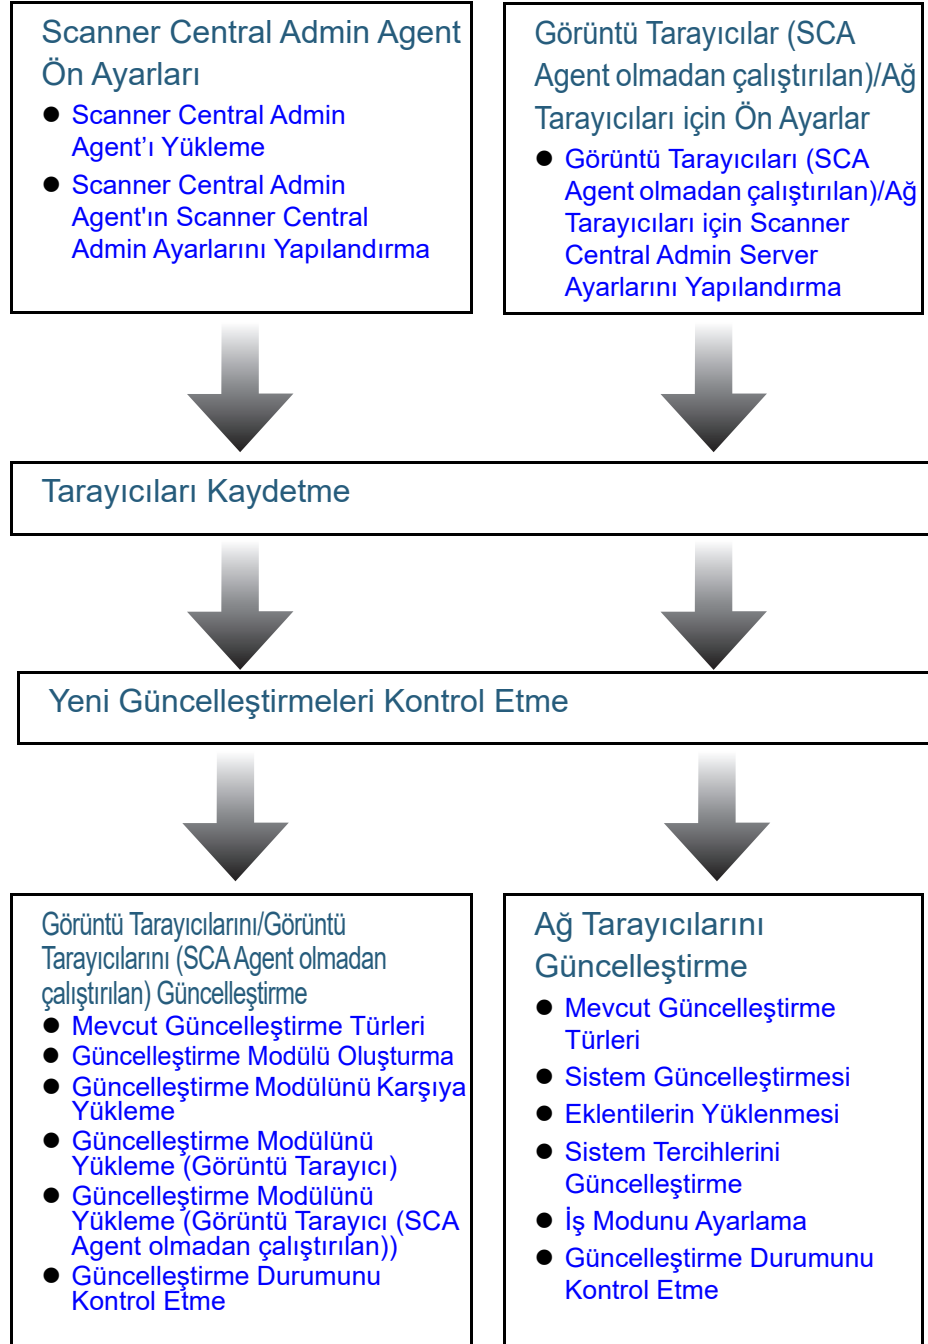 Scanner Central Admin Agent
Ön Ayarları
● Scanner Central Admin
Agent’ı Yükleme
● Scanner Central Admin
Agent'ın Scanner Central
Admin Ayarlarını Yapılandırma
Görüntü Tarayıcılar (SCA
Agent olmadan çalıştırılan)/Ağ
Tarayıcıları için Ön Ayarlar
● Görüntü Tarayıcıları (SCA
Agent olmadan çalıştırılan)/Ağ
Tarayıcıları için Scanner
Central Admin Server
Ayarlarını Yapılandırma
Tarayıcıları Kaydetme
Yeni Güncelleştirmeleri Kontrol Etme
Görüntü Tarayıcılarını/Görüntü
Tarayıcılarını (SCA Agent olmadan
çalıştırılan) Güncelleştirme
● Mevcut Güncelleştirme Türleri
● Güncelleştirme Modülü Oluşturma
● Güncelleştirme Modülünü Karşıya
Yükleme
● Güncelleştirme Modülünü
Yükleme (Görüntü Tarayıcı)
● Güncelleştirme Modülünü
Yükleme (Görüntü Tarayıcı (SCA
Agent olmadan çalıştırılan))
● Güncelleştirme Durumunu
Kontrol Etme
Ağ Tarayıcılarını
Güncelleştirme
● Mevcut Güncelleştirme
Türleri
● Sistem Güncelleştirmesi
● Eklentilerin Yüklenmesi
● Sistem Tercihlerini
Güncelleştirme
● İş Modunu Ayarlama
● Güncelleştirme Durumunu
Kontrol Etme